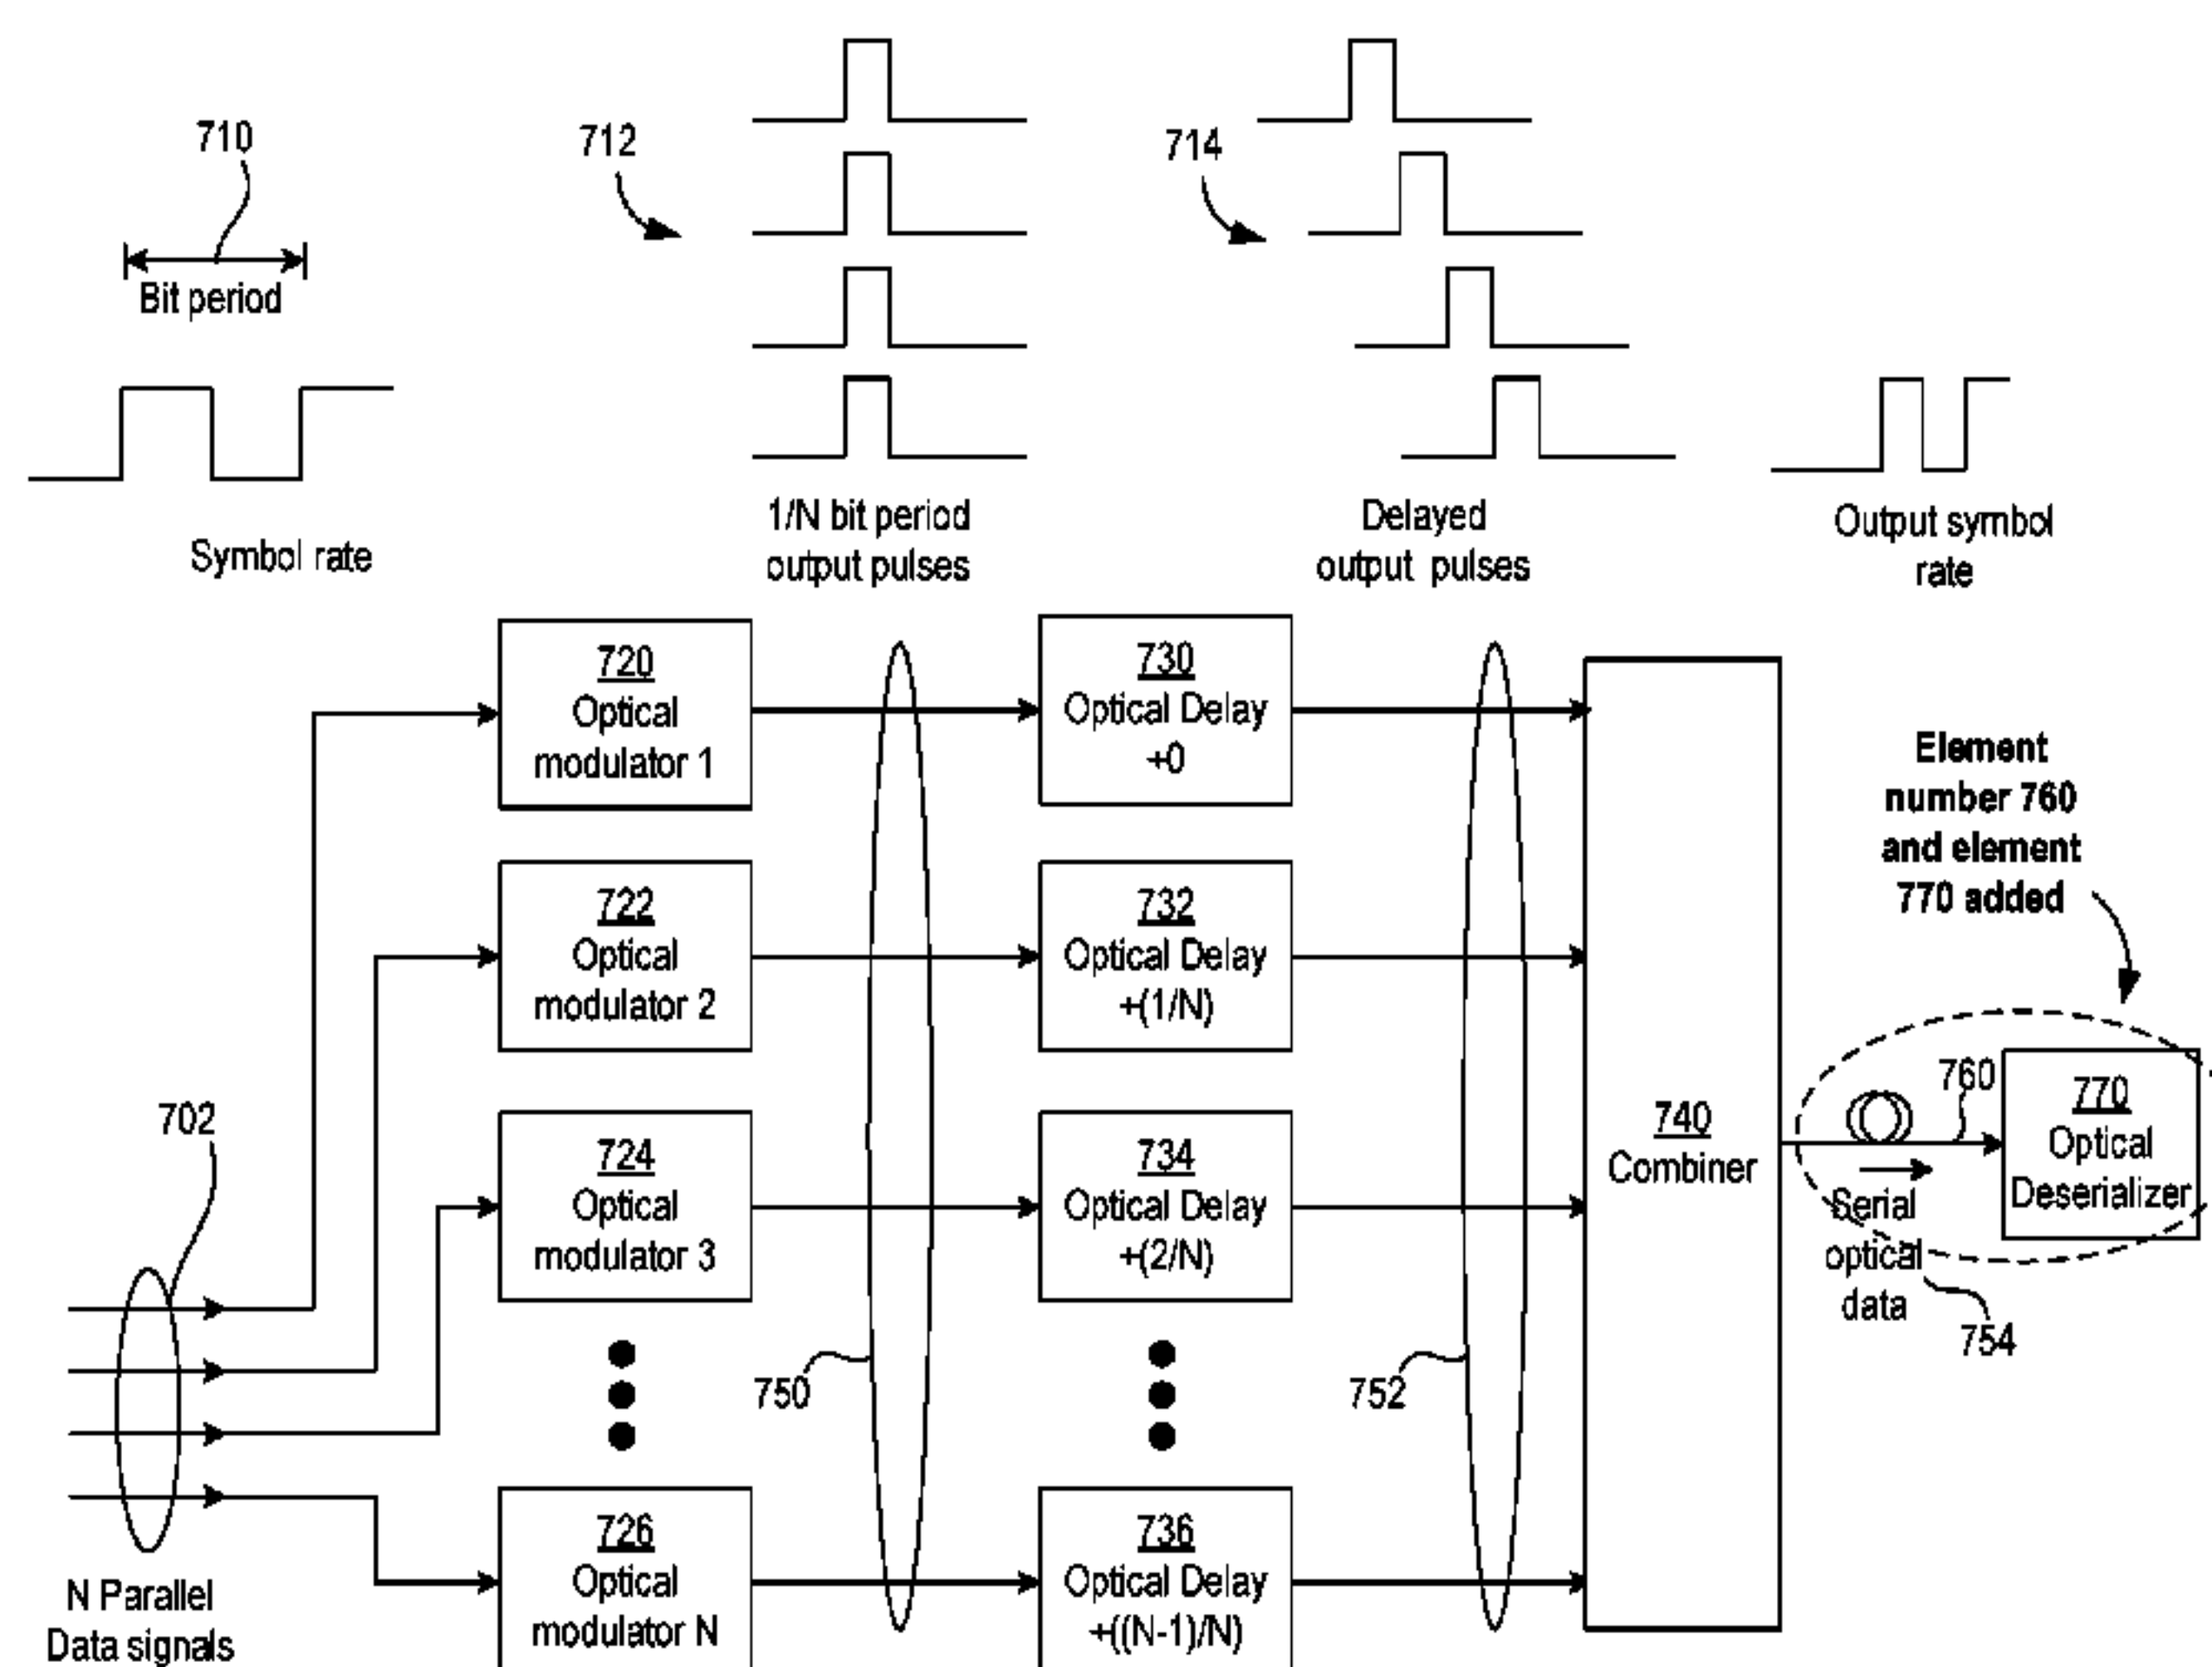 710
Bit period
712
714
Symbol rate
1/N bit period
output pulses
Delayed
output pulses
Output symbol
rate
720
Optical
modulator 1
730
Optical Delay
+0
722
Optical
modulator 2
732
Optical Delay
+(1/N)
724
Optical
modulator 3
734
Optical Delay
+(2/N)
726
Optical
modulator N
736
Optical Delay
+((N-1)/N)
702
N Parallel
Data signals
750
752
740
Combiner
Element
number 760
and element
770 added
760
770
Optical
Deserializer
Serial
optical
data
754